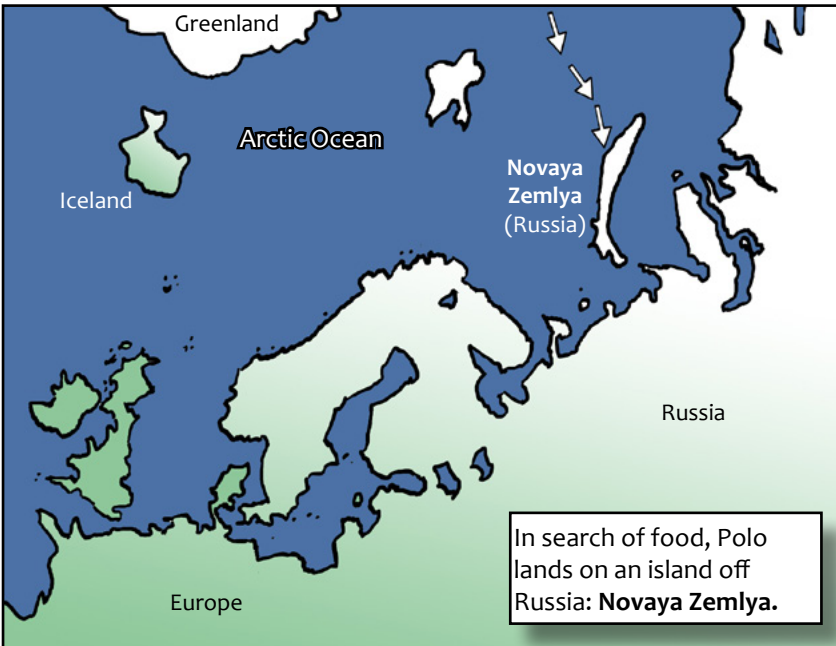 Greenland
Arctic Ocean
Novaya
Zemlya
(Russia)
Iceland
Russia
In search of food, Polo
lands on an island off
Russia: Novaya Zemlya.
Europe